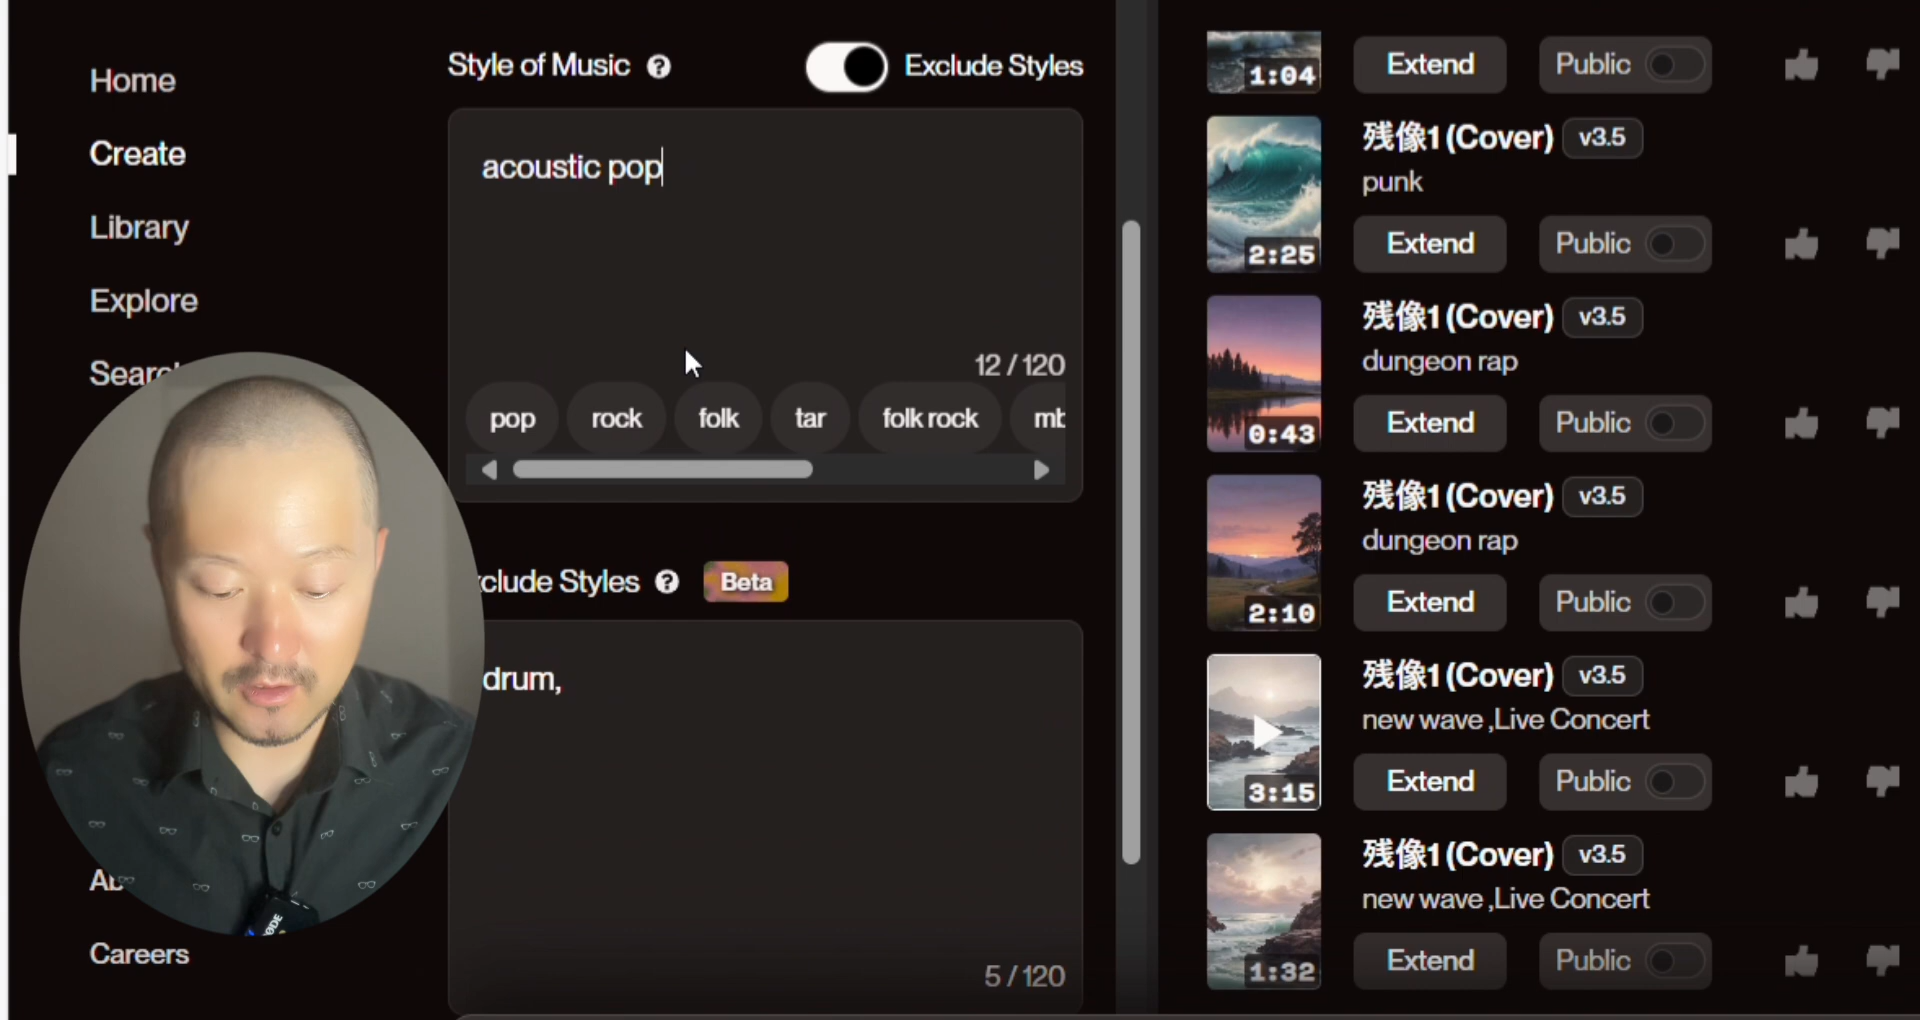 Home
Create
Library
Explore
Careers
Style of Music
Exclude Styles
acoustic pop
12 / 120
pop
rock
folk
tar
folk rock
Styles
Beta
drum,
5 / 120
1:04
Extend
Public
残像1 (Cover)
v3.5
punk
2:25
Extend
Public
残像1 (Cover)
v3.5
dungeon rap
0:43
Extend
Public
残像1 (Cover)
v3.5
dungeon rap
2:10
Extend
Public
残像1 (Cover)
v3.5
new wave ,Live Concert
3:15
Extend
Public
残像1 (Cover)
v3.5
new wave ,Live Concert
1:32
Extend
Public